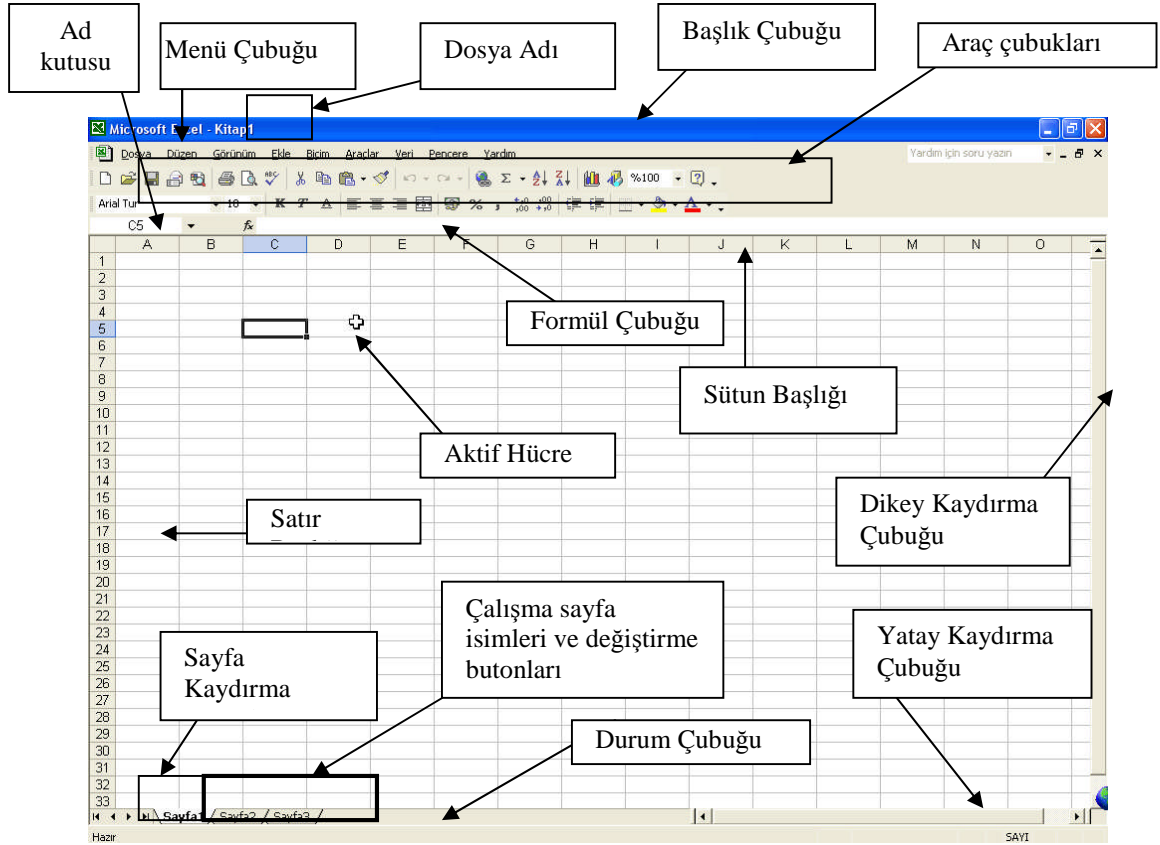 Ad
kutusu
Menü Çubuğu
Dosya Adı
Başlık Çubuğu
Araç çubukları
Microsoft Excel - Kitap1
Dosya Düzen Görünüm Ekle Biçim Araçlar Veri Pencere Yardım
Yardım için soru yazın
%100
Arial Tur 10 K T A
C5 fx
A B C D E F G H I J K L M N O
1
2
3
4
5
6
7
8
9
10
11
12
13
14
15
16
17
18
19
20
21
22
23
24
25
26
27
28
29
30
31
32
33
Formül Çubuğu
Sütun Başlığı
Aktif Hücre
Dikey Kaydırma
Çubuğu
Satır
Çalışma sayfa
isimleri ve değiştirme
butonları
Sayfa
Kaydırma
Yatay Kaydırma
Çubuğu
Durum Çubuğu
Sayfa1 Sayfa2 Sayfa3
Hazır
SAYI